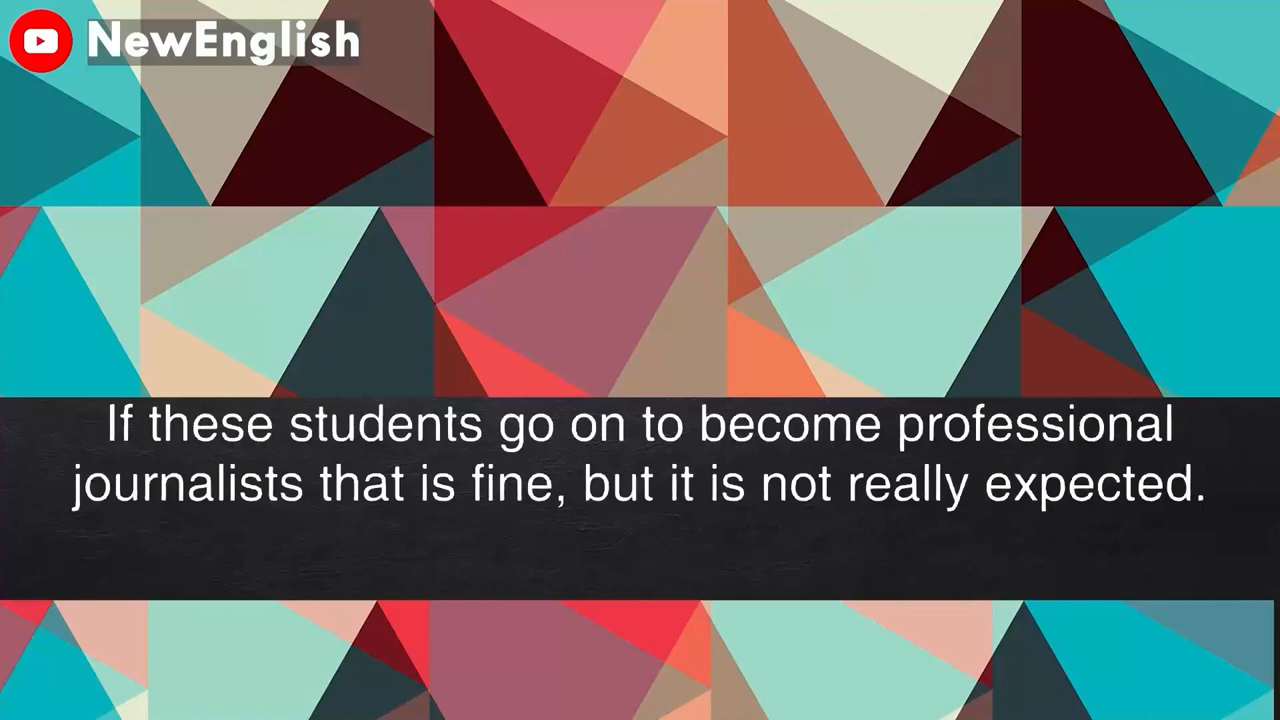 NewEnglish
If these students go on to become professional
journalists that is fine, but it is not really expected.